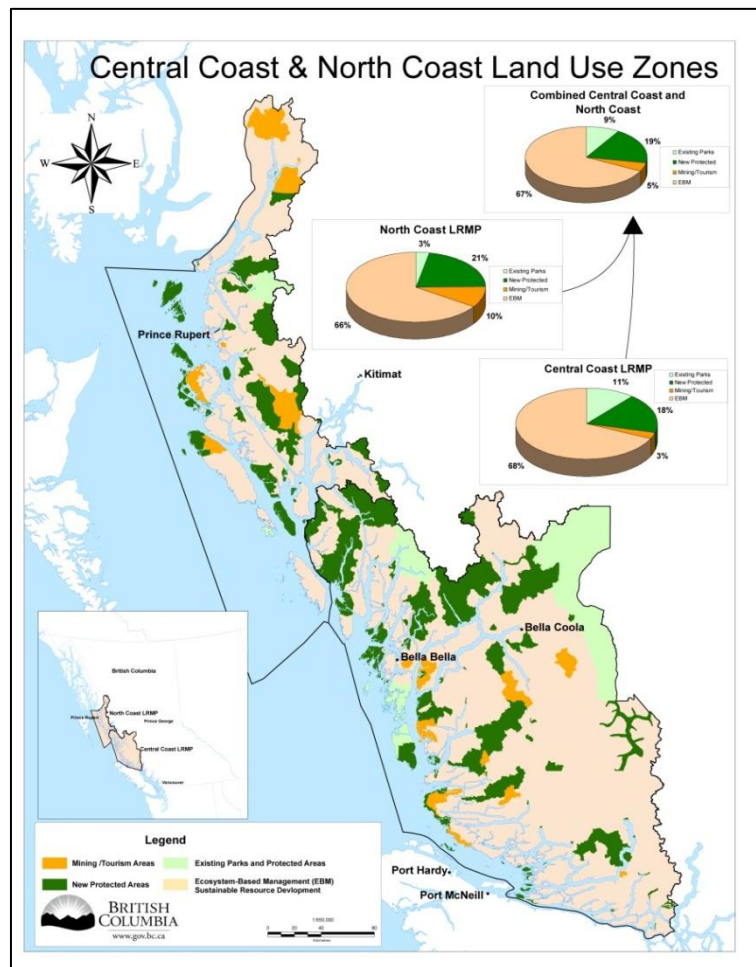 Central Coast & North Coast Land Use Zones
N
W
E
S
Combined Central Coast and
North Coast
9%
19%
5%
67%
Existing Parks
New Protected
Mining/Tourism
EBM
North Coast LRMP
3%
21%
10%
66%
Existing Parks
New Protected
Mining/Tourism
EBM
Central Coast LRMP
11%
18%
3%
68%
Existing Parks
New Protected
Mining/Tourism
EBM
Prince Rupert
Kitimat
Bella Coola
Bella Bella
Port Hardy
Port McNeill
British Columbia
North Coast LRMP
Prince Rupert
Prince George
Central Coast LRMP
Vancouver
Legend
Mining /Tourism Areas
Existing Parks and Protected Areas
New Protected Areas
Ecosystem-Based Management (EBM)
Sustainable Resource Devlopment
BRITISH
COLUMBIA
www.gov.bc.ca